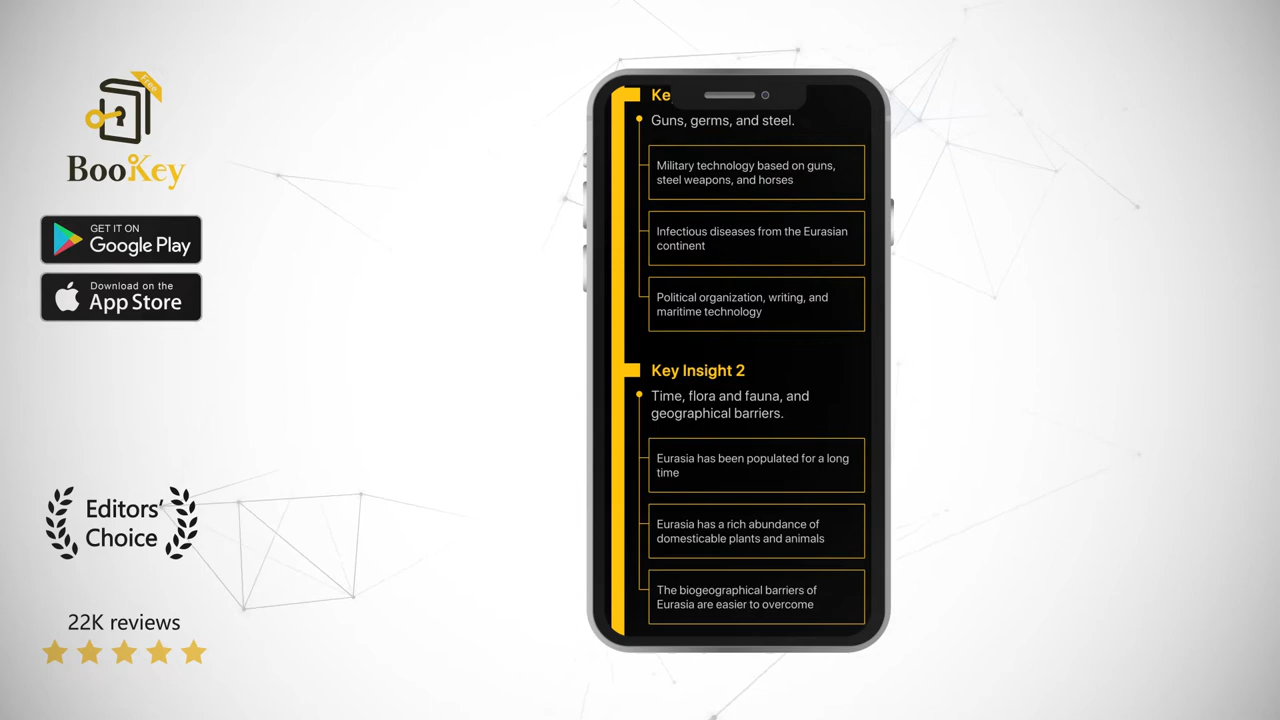 Free
BooKey
GET IT ON
Google Play
Download on the
App Store
Editors'
Choice
22K reviews
Ke
Guns, germs, and steel.
Military technology based on guns,
steel weapons, and horses
Infectious diseases from the Eurasian
continent
Political organization, writing, and
maritime technology
Key Insight 2
Time, flora and fauna, and
geographical barriers.
Eurasia has been populated for a long
time
Eurasia has a rich abundance of
domesticable plants and animals
The biogeographical barriers of
Eurasia are easier to overcome